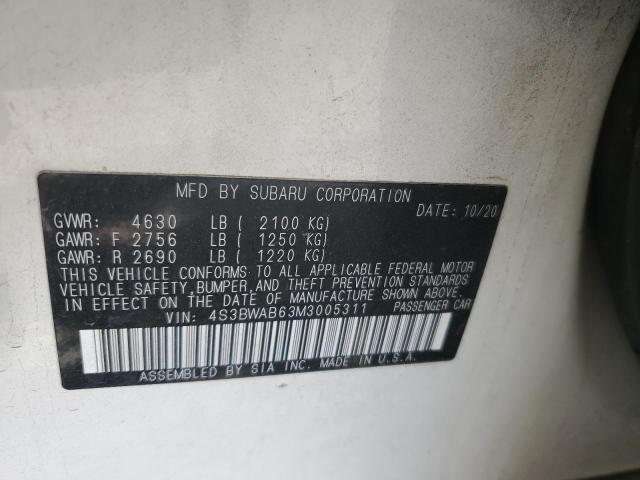 MFD BY SUBARU CORPORATION
DATE: 10/20
GVWR: 4630 LB ( 2100 KG)
GAWR: F 2756 LB ( 1250 KG)
GAWR: R 2690 LB ( 1220 KG)
THIS VEHICLE CONFORMS TO ALL APPLICABLE FEDERAL MOTOR
VEHICLE SAFETY, BUMPER, AND THEFT PREVENTION STANDARDS
IN EFFECT ON THE DATE OF MANUFACTURE SHOWN ABOVE.
VIN: 4S3BWAB63M3005311 PASSENGER CAR
ASSEMBLED BY SIA INC. MADE IN U.S.A.